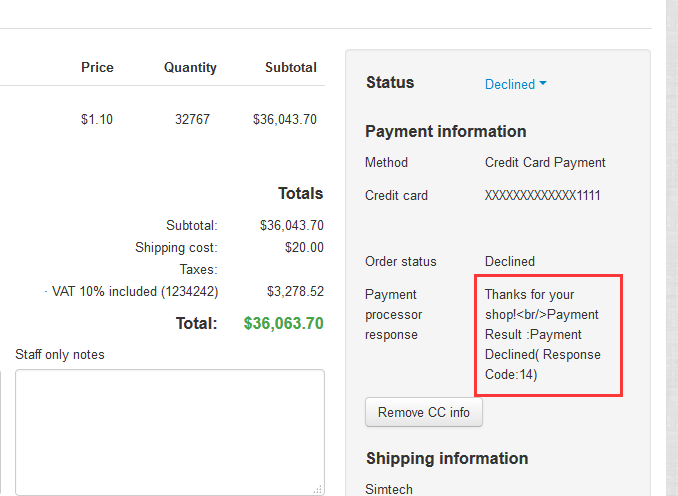 Price Quantity Subtotal
$1.10 32767 $36,043.70
Totals
Subtotal: $36,043.70
Shipping cost: $20.00
Taxes:
· VAT 10% included (1234242) $3,278.52
Total: $36,063.70
Staff only notes
Status Declined
Payment information
Method Credit Card Payment
Credit card XXXXXXXXXXXXX1111
Order status Declined
Payment
processor
response
Thanks for your
shop!<br/>Payment
Result :Payment
Declined( Response
Code:14)
Remove CC info
Shipping information
Simtech